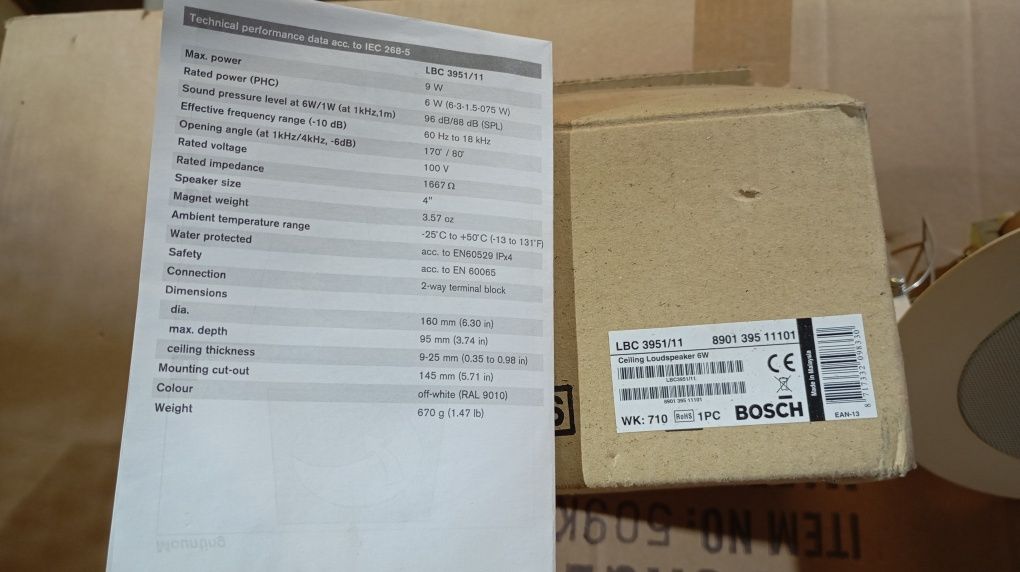 Technical performance data acc. to IEC 268-5
LBC 3951/11
Max. power 9 W
Rated power (PHC) 6 W (6-3-1.5-075 W)
Sound pressure level at 6W/1W (at 1kHz,1m) 96 dB/88 dB (SPL)
Effective frequency range (-10 dB) 60 Hz to 18 kHz
Opening angle (at 1kHz/4kHz, -6dB) 170° / 80°
Rated voltage 100 V
Rated impedance 1667 Ω
Speaker size 4"
Magnet weight 3.57 oz
Ambient temperature range -25°C to +50°C (-13 to 131°F)
Water protected acc. to EN60529 IPx4
Safety acc. to EN 60065
Connection 2-way terminal block
Dimensions
dia. 160 mm (6.30 in)
max. depth 95 mm (3.74 in)
ceiling thickness 9-25 mm (0.35 to 0.98 in)
Mounting cut-out 145 mm (5.71 in)
Colour off-white (RAL 9010)
Weight 670 g (1.47 lb)
Mounting
LBC 3951/11 8901 395 11101
Ceiling Loudspeaker 6W
LBC3951/11
8901 395 11101
WK: 710 RoHS 1PC BOSCH
CE
Made in Malaysia
8 717332 098330
EAN-13
ITEM NO:509K